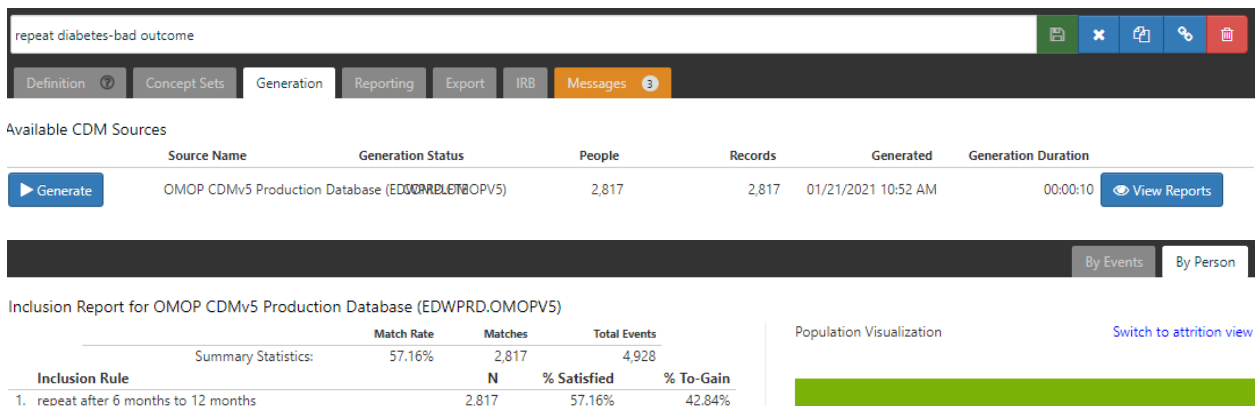 repeat diabetes-bad outcome
Definition Concept Sets Generation Reporting Export IRB Messages 3
Available CDM Sources
Source Name Generation Status People Records Generated Generation Duration
Generate OMOP CDMv5 Production Database (EDWPRD.OMOPV5) COMPLETE 2,817 2,817 01/21/2021 10:52 AM 00:00:10 View Reports
By Events By Person
Inclusion Report for OMOP CDMv5 Production Database (EDWPRD.OMOPV5)
Match Rate Matches Total Events
Population Visualization Switch to attrition view
Summary Statistics: 57.16% 2,817 4,928
Inclusion Rule N % Satisfied % To-Gain
1. repeat after 6 months to 12 months 2,817 57.16% 42.84%